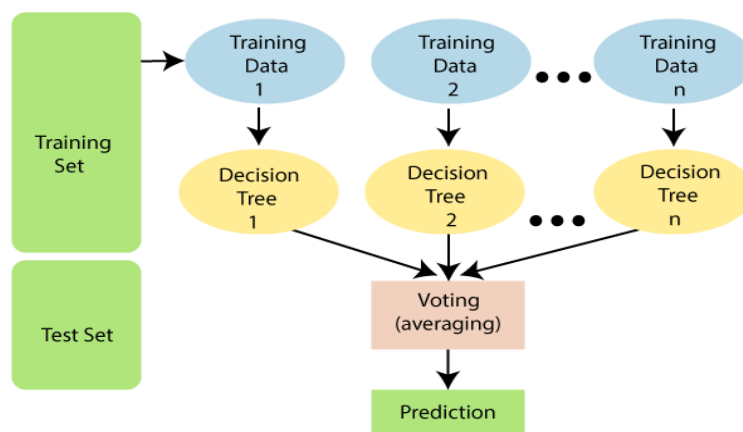 Training
Set
Test Set
Training
Data
1
Training
Data
2
Training
Data
n
Decision
Tree
1
Decision
Tree
2
Decision
Tree
n
Voting
(averaging)
Prediction